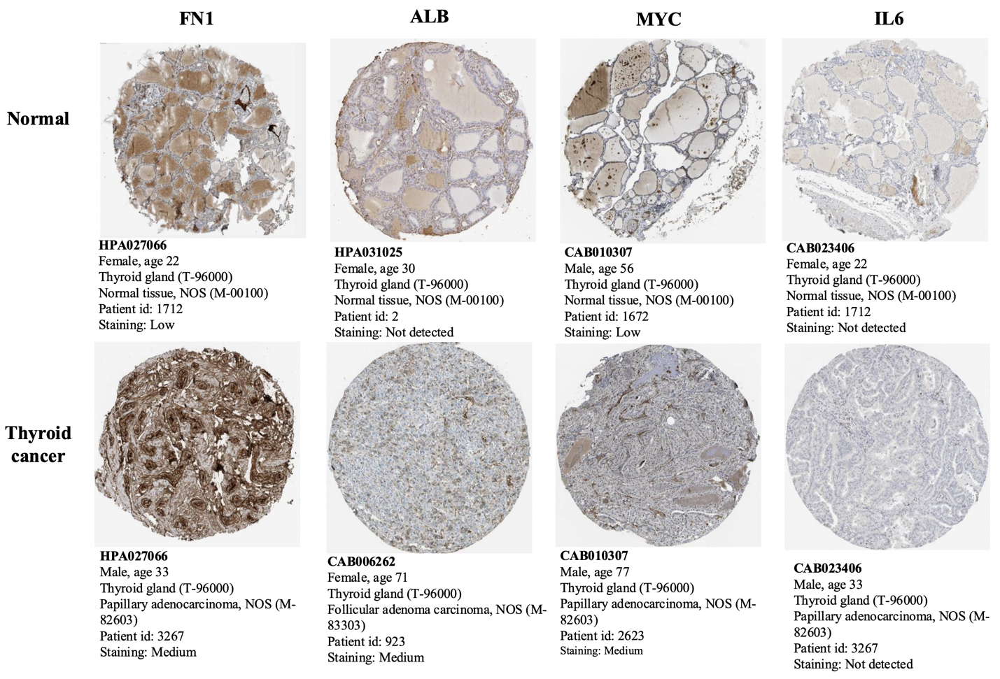 FN1
ALB
MYC
IL6
Normal
HPA027066
Female, age 22
Thyroid gland (T-96000)
Normal tissue, NOS (M-00100)
Patient id: 1712
Staining: Low
HPA031025
Female, age 30
Thyroid gland (T-96000)
Normal tissue, NOS (M-00100)
Patient id: 2
Staining: Not detected
CAB010307
Male, age 56
Thyroid gland (T-96000)
Normal tissue, NOS (M-00100)
Patient id: 1672
Staining: Low
CAB023406
Female, age 22
Thyroid gland (T-96000)
Normal tissue, NOS (M-00100)
Patient id: 1712
Staining: Not detected
Thyroid
cancer
HPA027066
Male, age 33
Thyroid gland (T-96000)
Papillary adenocarcinoma, NOS (M-
82603)
Patient id: 3267
Staining: Medium
CAB006262
Female, age 71
Thyroid gland (T-96000)
Follicular adenoma carcinoma, NOS (M-
83303)
Patient id: 923
Staining: Medium
CAB010307
Male, age 77
Thyroid gland (T-96000)
Papillary adenocarcinoma, NOS (M-
82603)
Patient id: 2623
Staining: Medium
CAB023406
Male, age 33
Thyroid gland (T-96000)
Papillary adenocarcinoma, NOS (M-
82603)
Patient id: 3267
Staining: Not detected